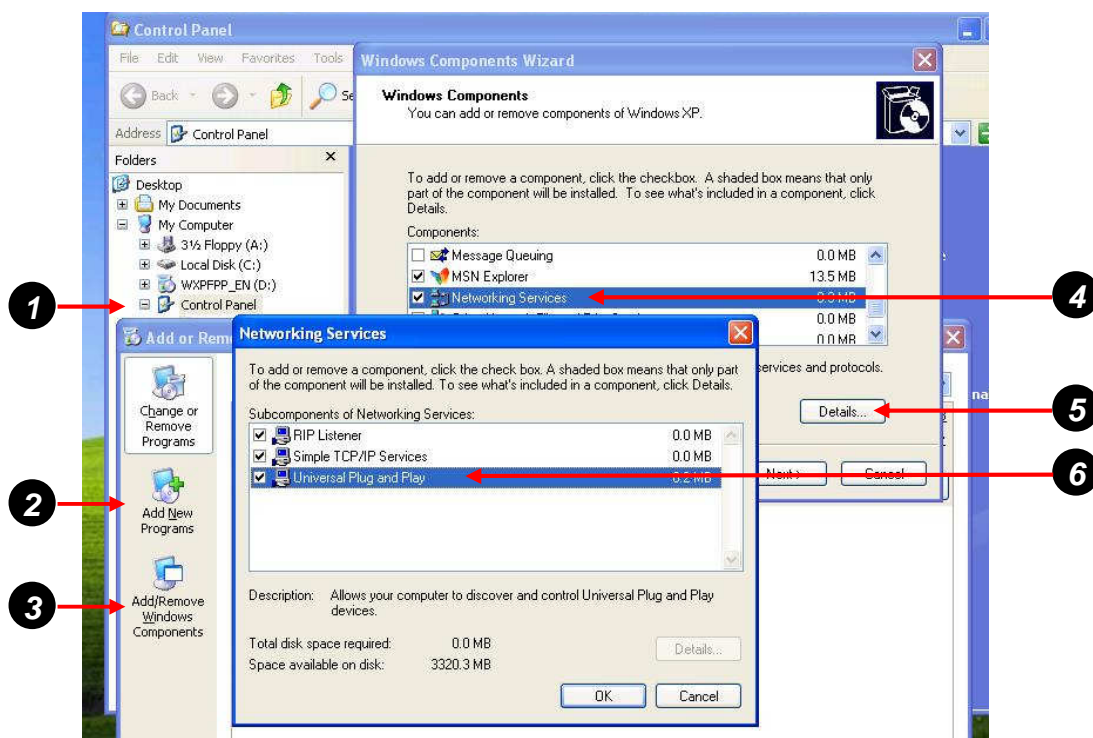 Control Panel
File Edit View Favorites Tools
Back
Address Control Panel
Folders
Desktop
My Documents
My Computer
3½ Floppy (A:)
Local Disk (C:)
WXPFPP_EN (D:)
Control Panel
Windows Components Wizard
Windows Components
You can add or remove components of Windows XP.
To add or remove a component, click the checkbox. A shaded box means that only
part of the component will be installed. To see what's included in a component, click
Details.
Components:
Message Queuing 0.0 MB
MSN Explorer 13.5 MB
Networking Services
0.0 MB
0.0 MB
services and protocols.
Details...
Next > Cancel
1
2
3
4
5
6
Add or Rem
Change or
Remove
Programs
Add New
Programs
Add/Remove
Windows
Components
Networking Services
To add or remove a component, click the check box. A shaded box means that only part
of the component will be installed. To see what's included in a component, click Details.
Subcomponents of Networking Services:
RIP Listener 0.0 MB
Simple TCP/IP Services 0.0 MB
Universal Plug and Play 0.2 MB
Description: Allows your computer to discover and control Universal Plug and Play
devices.
Total disk space required: 0.0 MB
Space available on disk: 3320.3 MB
Details...
OK Cancel